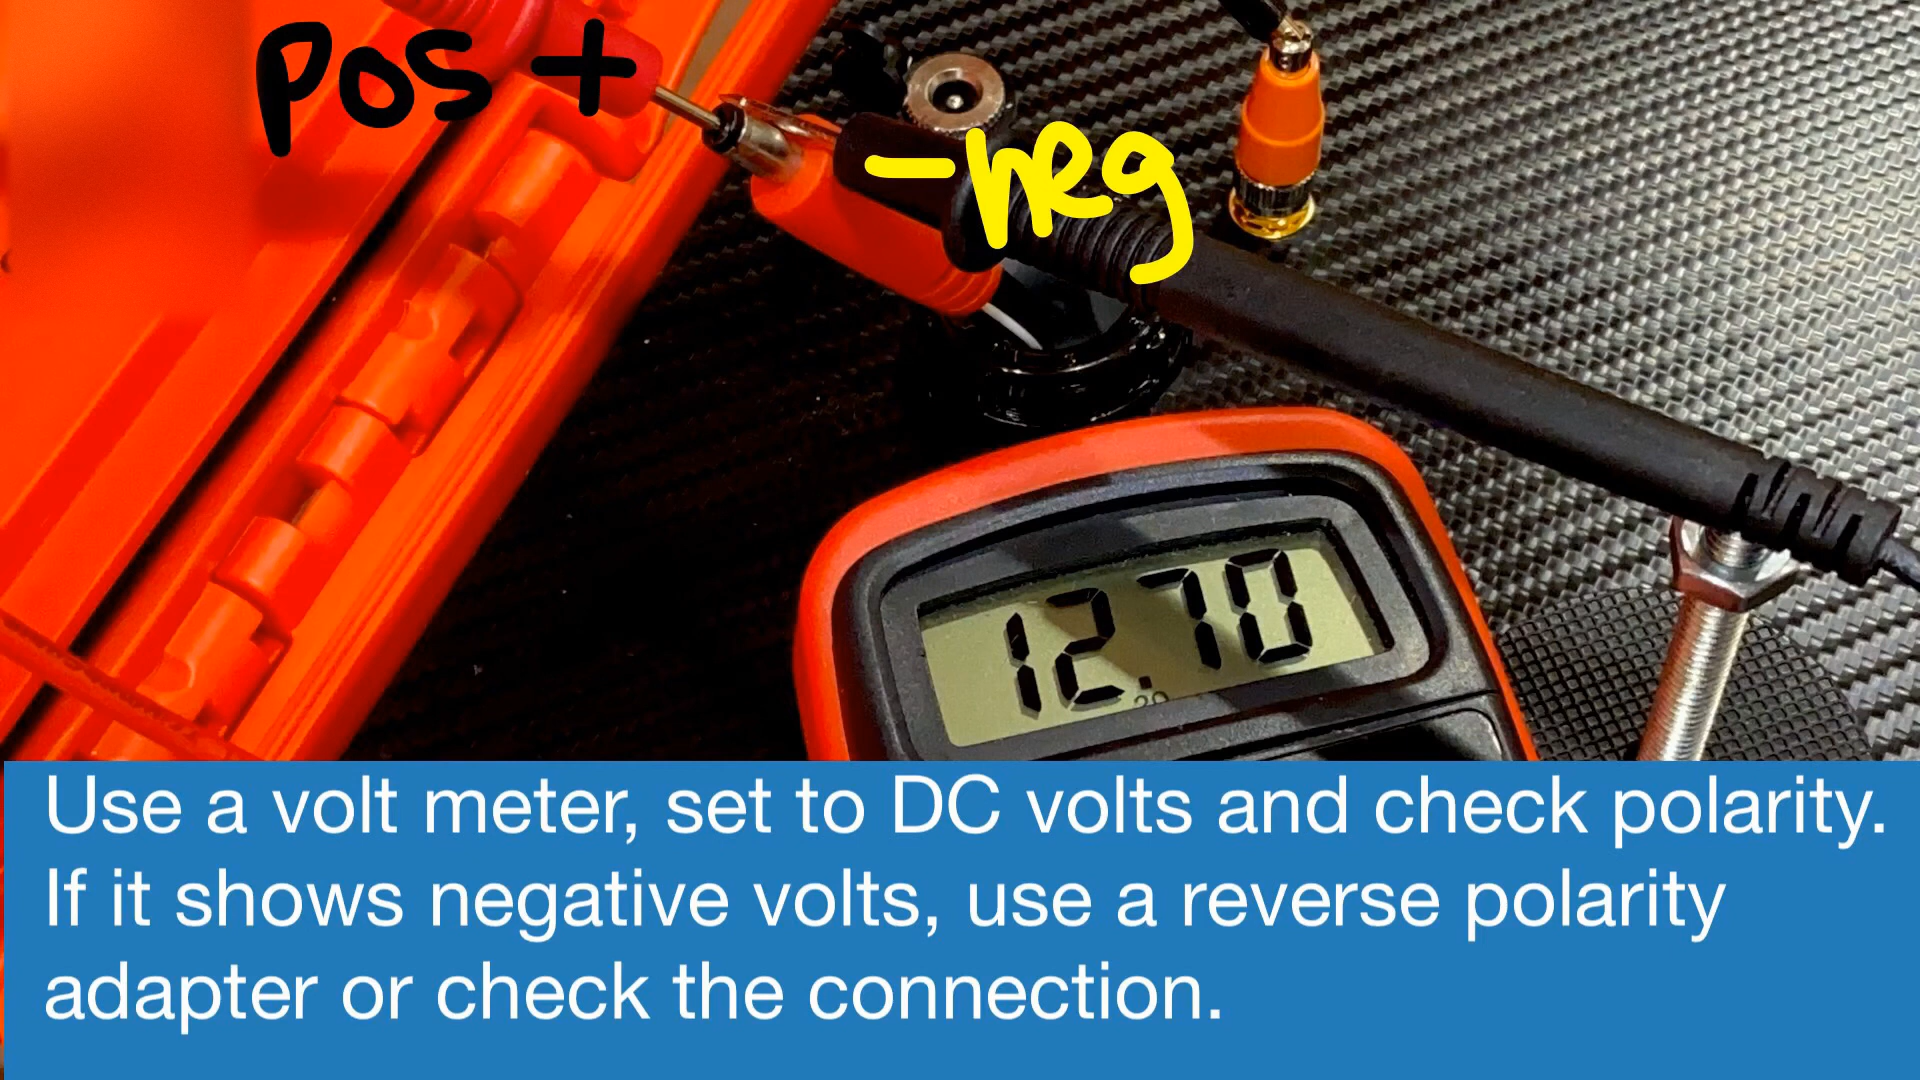 pos +
- neg
12.70
20
Use a volt meter, set to DC volts and check polarity.
If it shows negative volts, use a reverse polarity
adapter or check the connection.